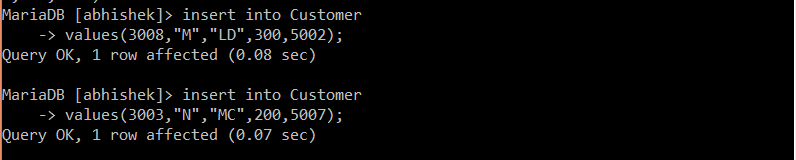 MariaDB [abhishek]> insert into Customer
-> values(3008,"M","LD",300,5002);
Query OK, 1 row affected (0.08 sec)
MariaDB [abhishek]> insert into Customer
-> values(3003,"N","MC",200,5007);
Query OK, 1 row affected (0.07 sec)